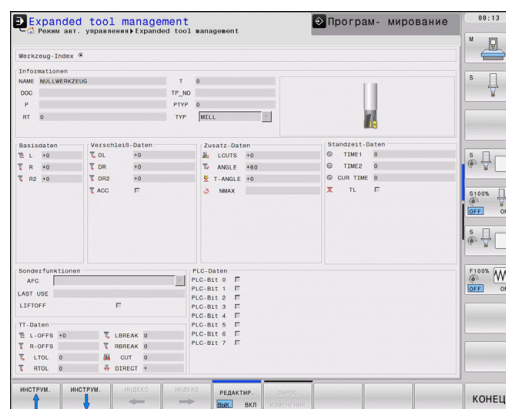 Expanded tool management
Режим авт. управления▸Expanded tool management
Програм- мирование
08:13
Werkzeug-Index
Informationen
NAME NULLWERKZEUG T 0
DOC TP_NO
P PTYP 0
RT 0 TYP MILL
Basisdaten
L +0
R +0
R2 +0
Verschleiß-Daten
DL +0
DR +0
DR2 +0
ACC
Zusatz-Daten
LCUTS +0
ANGLE +60
T-ANGLE +0
NMAX
Standzeit-Daten
TIME1 0
TIME2 0
CUR TIME 0
TL
Sonderfunktionen
AFC
LAST USE
LIFTOFF
PLC-Daten
PLC-Bit 0
PLC-Bit 1
PLC-Bit 2
PLC-Bit 3
PLC-Bit 4
PLC-Bit 5
PLC-Bit 6
PLC-Bit 7
TT-Daten
L-OFFS +0 LBREAK 0
R-OFFS RBREAK 0
LTOL 0 CUT 0
RTOL 0 DIRECT +
M
S
S
S100%
OFF ON
S
F100%
OFF ON
ИНСТРУМ.
ИНСТРУМ.
ИНДЕКС
ИНДЕКС
РЕДАКТИР.
ВЫК ВКЛ
КОНЕЦ